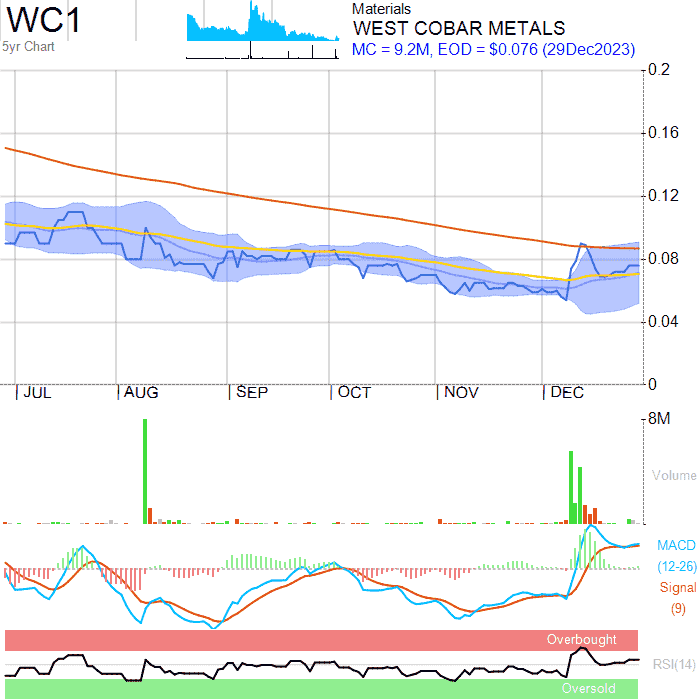 WC1
5yr Chart
Materials
WEST COBAR METALS
MC = 9.2M, EOD = $0.076 (29Dec2023)
0.2
0.16
0.12
0.08
0.04
0
JUL AUG SEP OCT NOV DEC
8M
Volume
MACD
(12-26)
Signal
(9)
Overbought
RSI(14)
Oversold